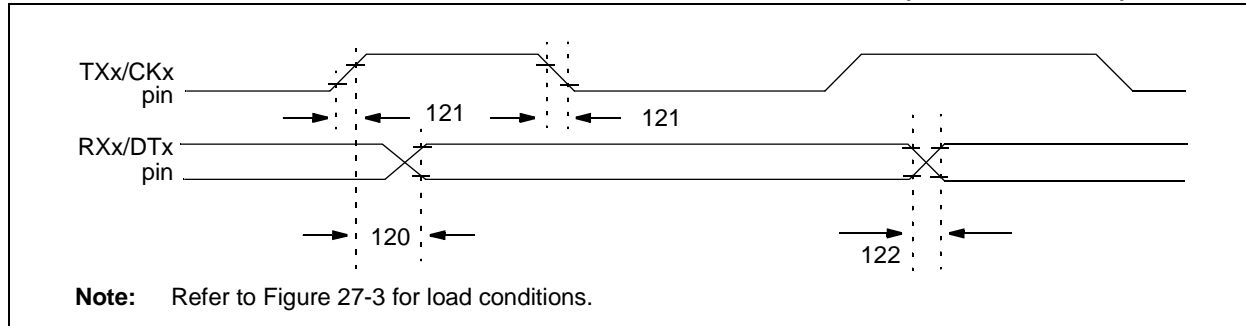 TXx/CKx
pin
121
121
RXx/DTx
pin
120
122
Note: Refer to Figure 27-3 for load conditions.